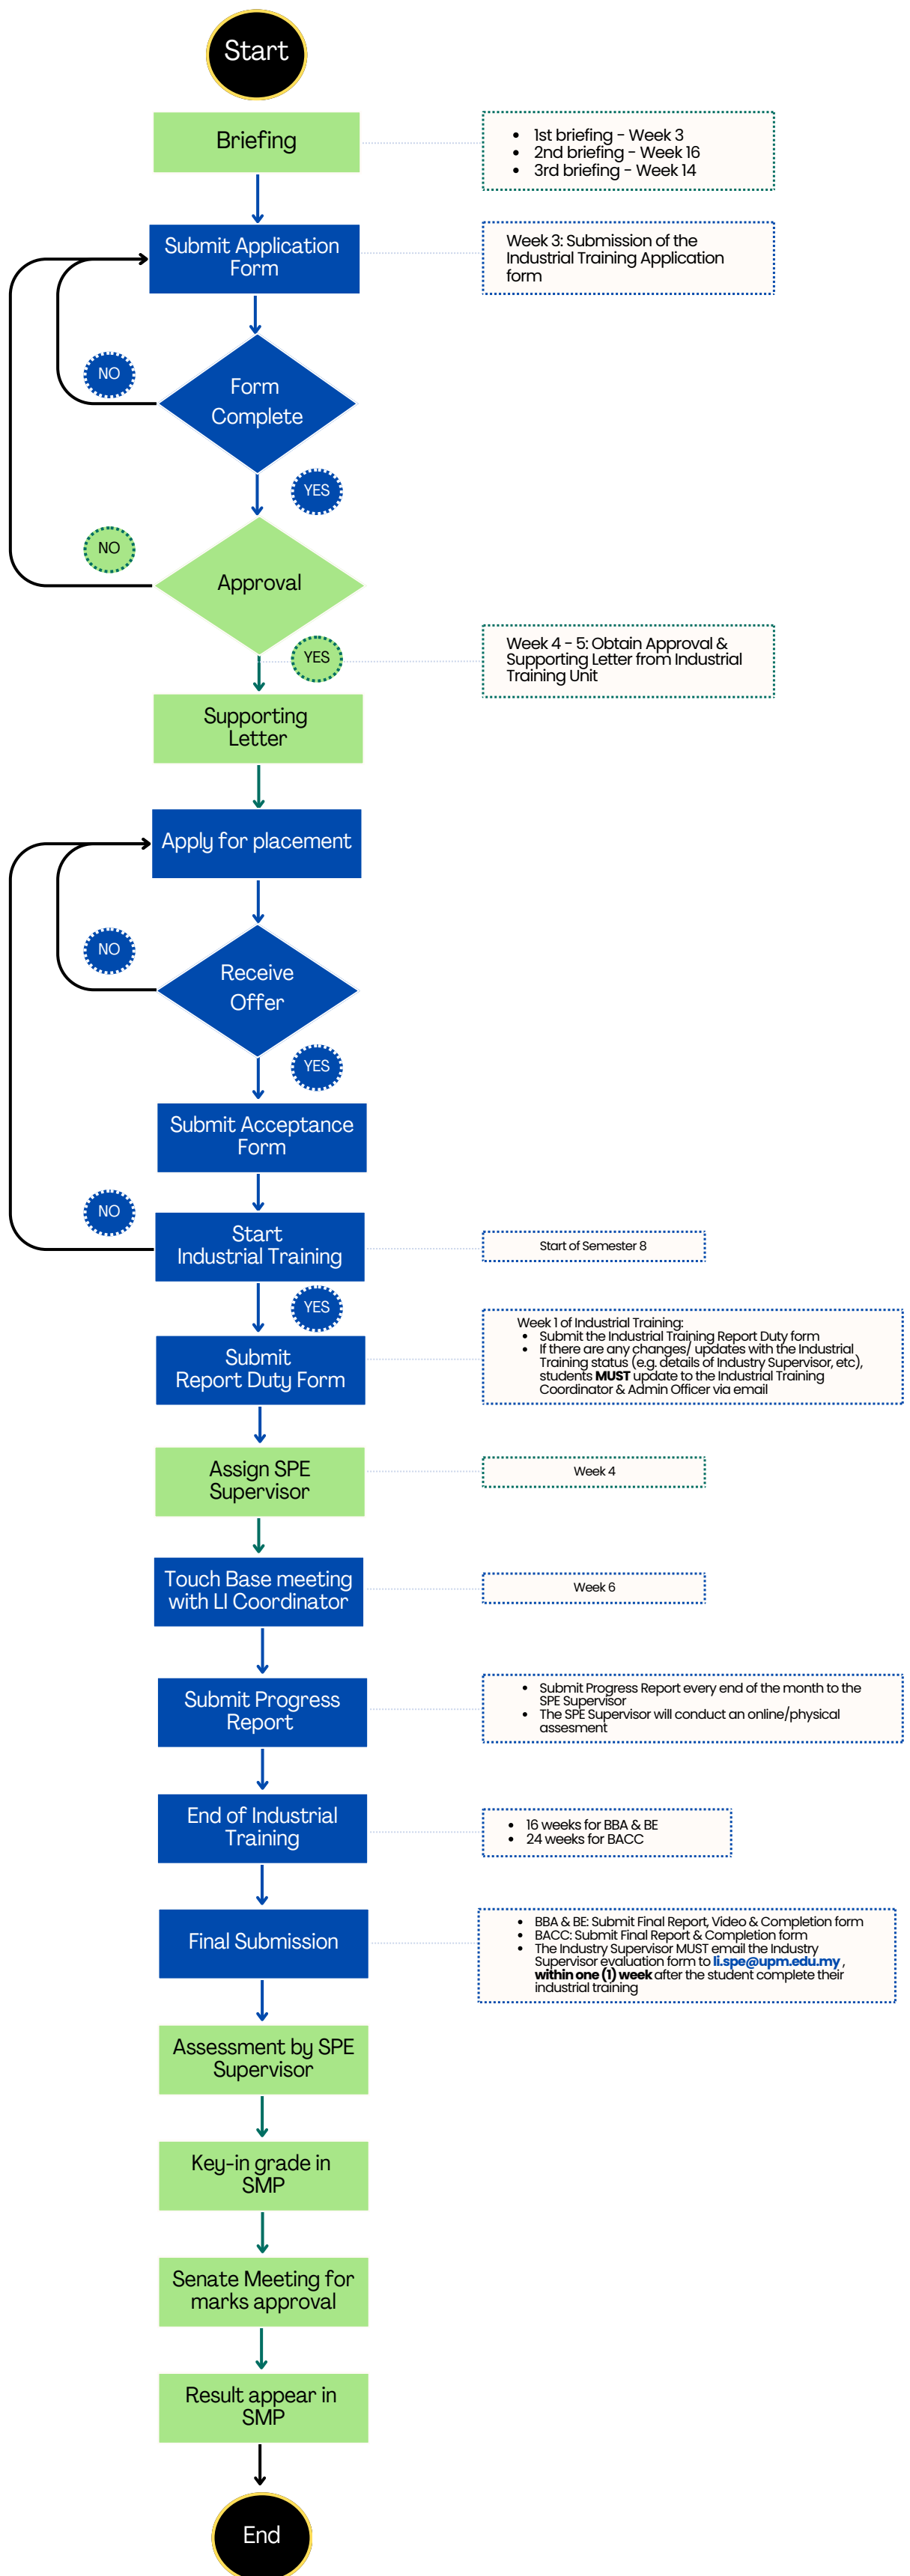 Start
Briefing
• 1st briefing - Week 3
• 2nd briefing - Week 16
• 3rd briefing - Week 14
Submit Application
Form
Week 3: Submission of the
Industrial Training Application
form
NO
Form
Complete
YES
NO
Approval
YES
Week 4 - 5: Obtain Approval &
Supporting Letter from Industrial
Training Unit
Supporting
Letter
Apply for placement
NO
Receive
Offer
YES
Submit Acceptance
Form
NO
Start
Industrial Training
Start of Semester 8
YES
Week 1 of Industrial Training:
• Submit the Industrial Training Report Duty form
• If there are any changes/ updates with the Industrial
Training status (e.g. details of Industry Supervisor, etc),
students MUST update to the Industrial Training
Coordinator & Admin Officer via email
Submit
Report Duty Form
Assign SPE
Supervisor
Week 4
Touch Base meeting
with LI Coordinator
Week 6
Submit Progress
Report
• Submit Progress Report every end of the month to the
SPE Supervisor
• The SPE Supervisor will conduct an online/physical
assesment
End of Industrial
Training
• 16 weeks for BBA & BE
• 24 weeks for BACC
Final Submission
• BBA & BE: Submit Final Report, Video & Completion form
• BACC: Submit Final Report & Completion form
• The Industry Supervisor MUST email the Industry
Supervisor evaluation form to li.spe@upm.edu.my ,
within one (1) week after the student complete their
industrial training
Assessment by SPE
Supervisor
Key-in grade in
SMP
Senate Meeting for
marks approval
Result appear in
SMP
End